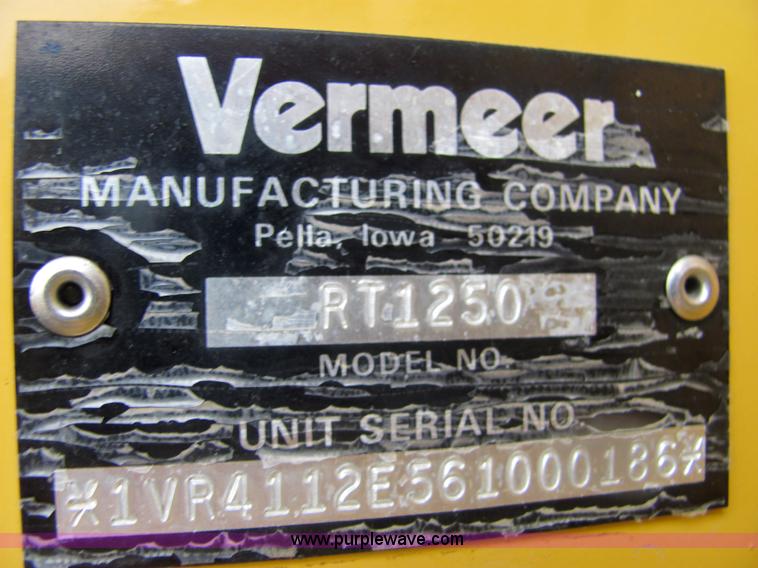 Vermeer
MANUFACTURING COMPANY
Pella, Iowa 50219
RT1250
MODEL NO.
UNIT SERIAL NO
*1VR4112E561000186*
www.purplewave.com